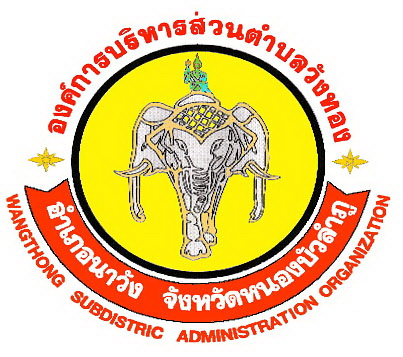 องค์การบริหารส่วนตำบลวังทอง
อำเภอนาวัง จังหวัดหนองบัวลำภู
WANGTHONG SUBDISTRIC ADMINISTRATION ORGANIZATION